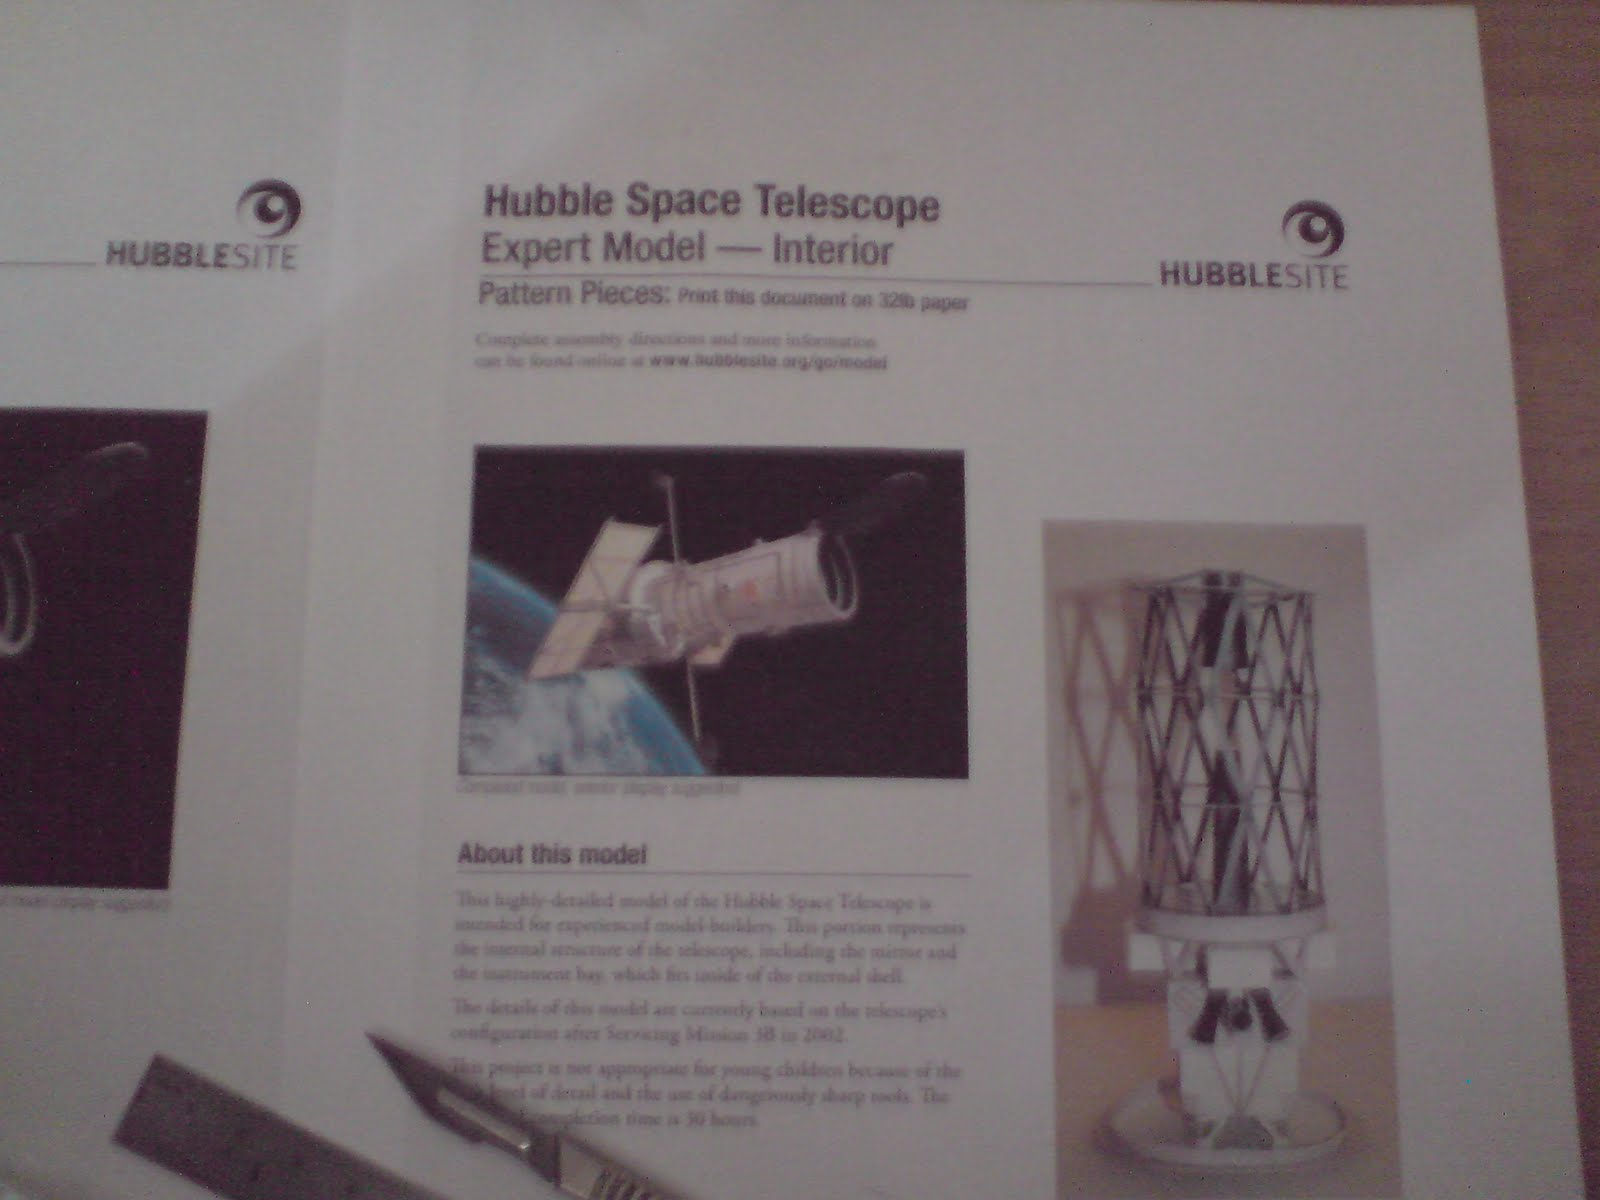 HUBBLESITE
Hubble Space Telescope
Expert Model — Interior
HUBBLESITE
Pattern Pieces: Print this document on 32lb paper
Complete assembly directions and more information
can be found online at www.hubblesite.org/go/model
Completed model, interior display suggested
model display suggested
About this model
This highly-detailed model of the Hubble Space Telescope is
intended for experienced model-builders. This portion represents
the internal structure of the telescope, including the mirror and
the instrument bay, which fits inside of the external shell.
The details of this model are currently based on the telescope's
configuration after Servicing Mission 3B in 2002.
This project is not appropriate for young children because of the
level of detail and the use of dangerously sharp tools. The
completion time is 30 hours.